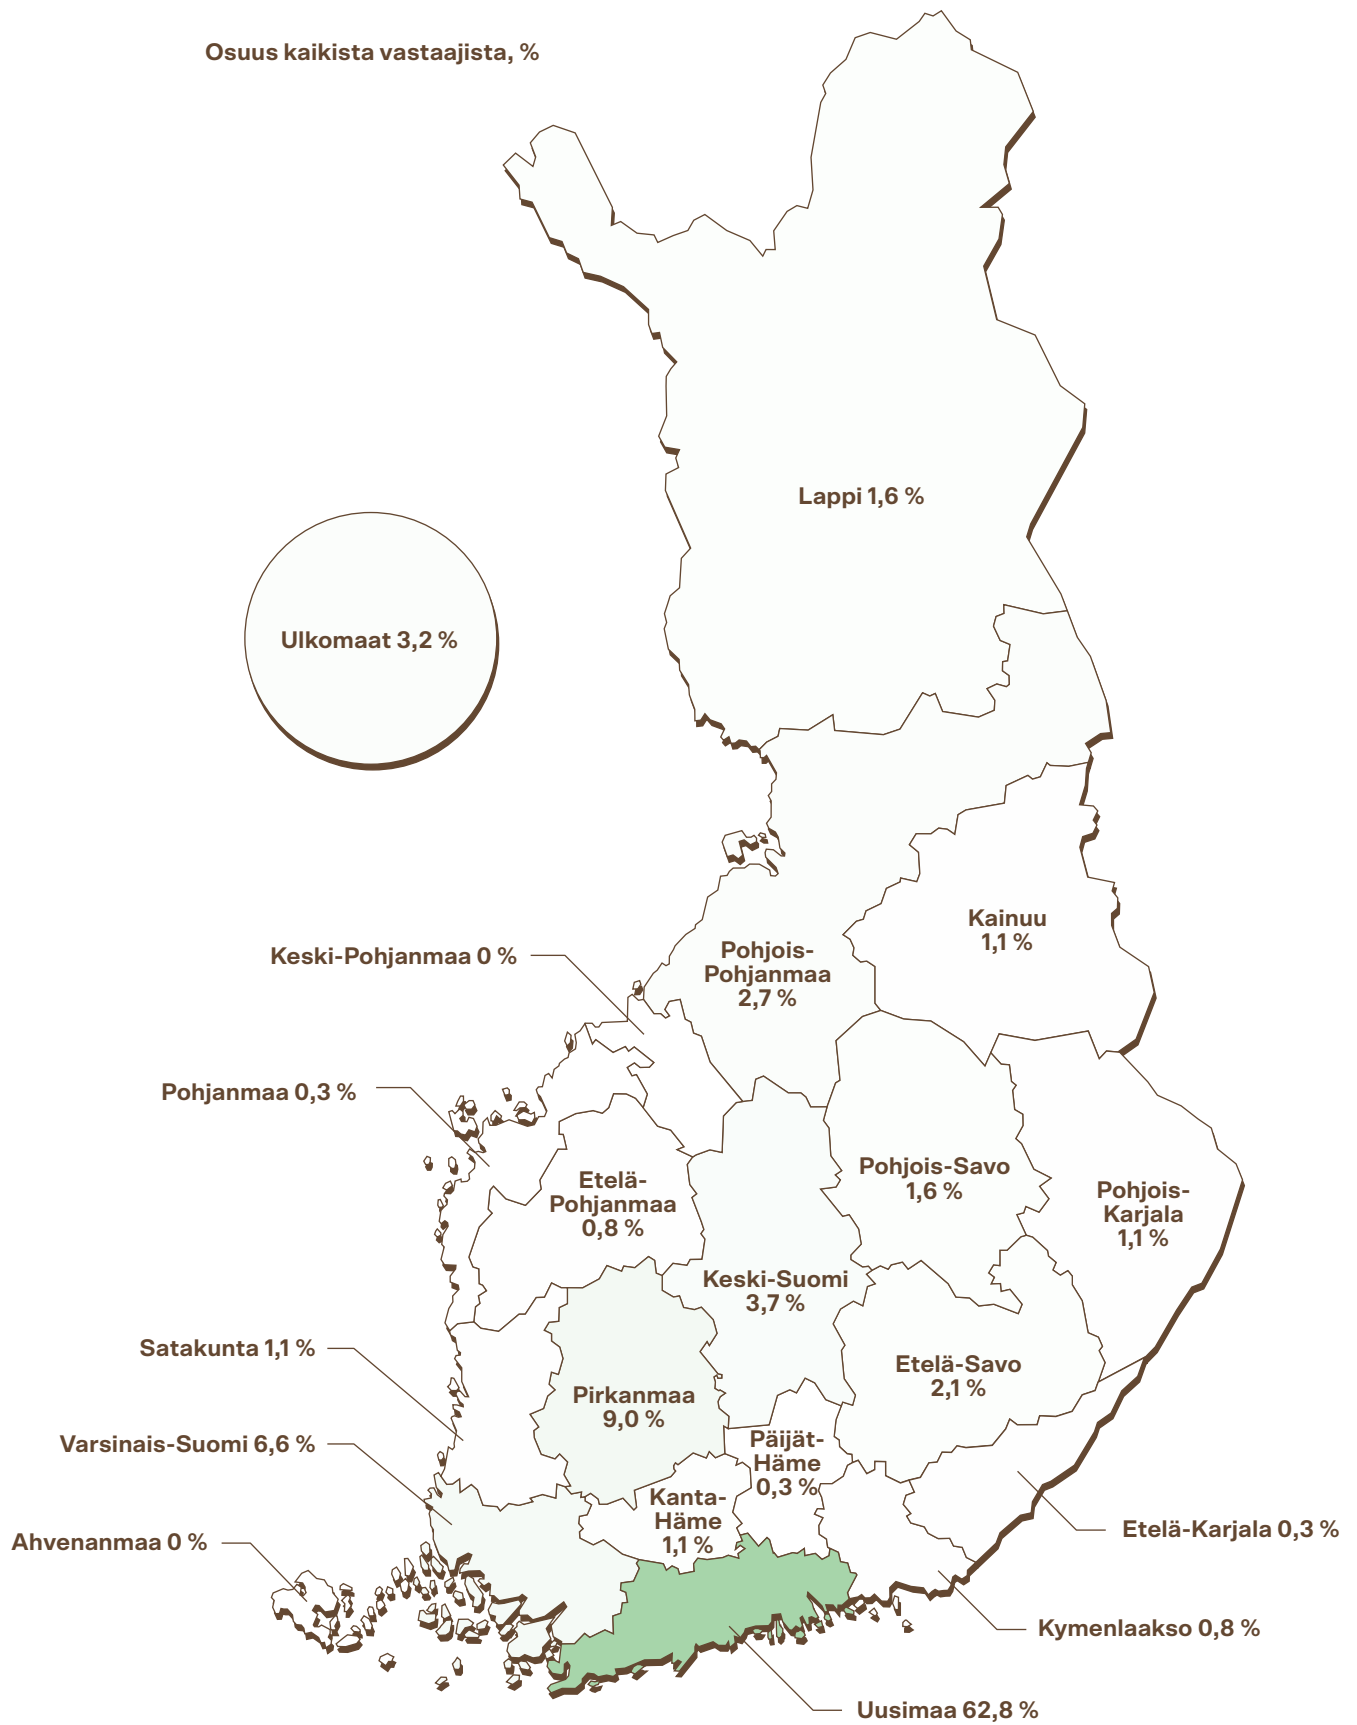 Osuus kaikista vastaajista, %
Lappi 1,6 %
Ulkomaat 3,2 %
Kainuu
1,1 %
Pohjois-
Pohjanmaa
2,7 %
Keski-Pohjanmaa 0 %
Pohjanmaa 0,3 %
Etelä-
Pohjanmaa
0,8 %
Pohjois-Savo
1,6 %
Pohjois-
Karjala
1,1 %
Keski-Suomi
3,7 %
Satakunta 1,1 %
Etelä-Savo
2,1 %
Pirkanmaa
9,0 %
Varsinais-Suomi 6,6 %
Päijät-
Häme
0,3 %
Kanta-
Häme
1,1 %
Ahvenanmaa 0 %
Etelä-Karjala 0,3 %
Kymenlaakso 0,8 %
Uusimaa 62,8 %